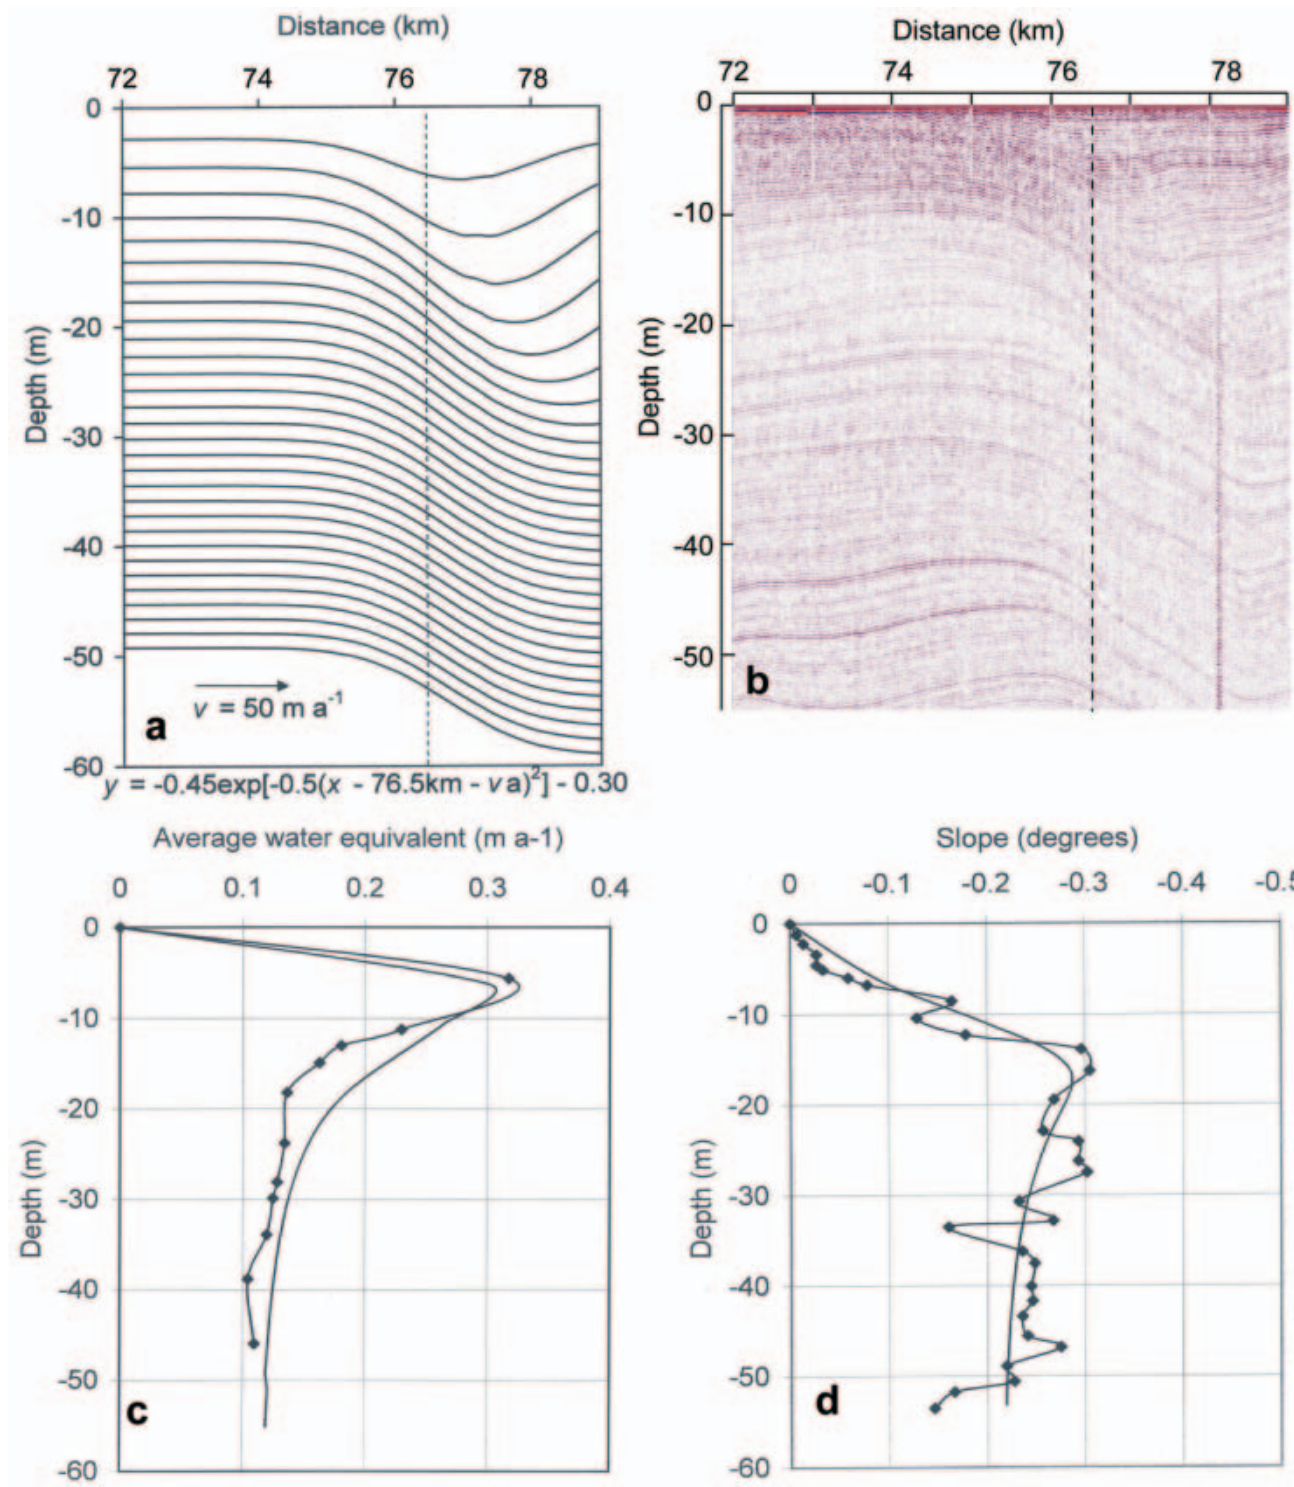 Distance (km)
72 74 76 78
0
-10
-20
-30
-40
-50
-60
Depth (m)
v = 50 m a-1
a
y = -0.45exp[-0.5(x - 76.5km - va)2] - 0.30
Distance (km)
72 74 76 78
0
-10
-20
-30
-40
-50
Depth (m)
b
Average water equivalent (m a-1)
0 0.1 0.2 0.3 0.4
0
-10
-20
-30
-40
-50
-60
Depth (m)
c
Slope (degrees)
0 -0.1 -0.2 -0.3 -0.4 -0.5
0
-10
-20
-30
-40
-50
-60
Depth (m)
d